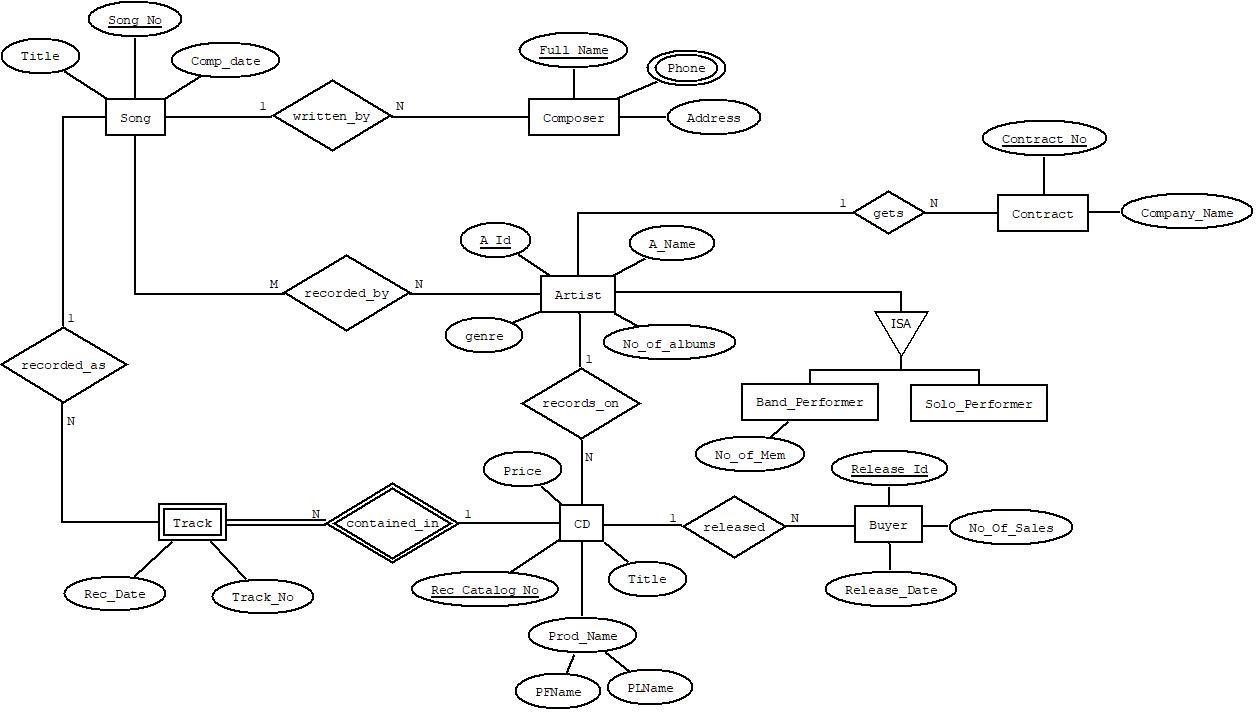 Song_No
Title
Comp_date
Song
1
written_by
N
Full_Name
Phone
Composer
Address
Contract_No
1
gets
N
Contract
Company_Name
A_Id
A_Name
M
recorded_by
N
Artist
genre
No_of_albums
ISA
Band_Performer
Solo_Performer
No_of_Mem
1
recorded_as
N
1
records_on
N
Price
Release_Id
Track
N
contained_in
1
CD
1
released
N
Buyer
No_Of_Sales
Rec_Date
Track_No
Rec_Catalog_No
Title
Release_Date
Prod_Name
PFName
PLName